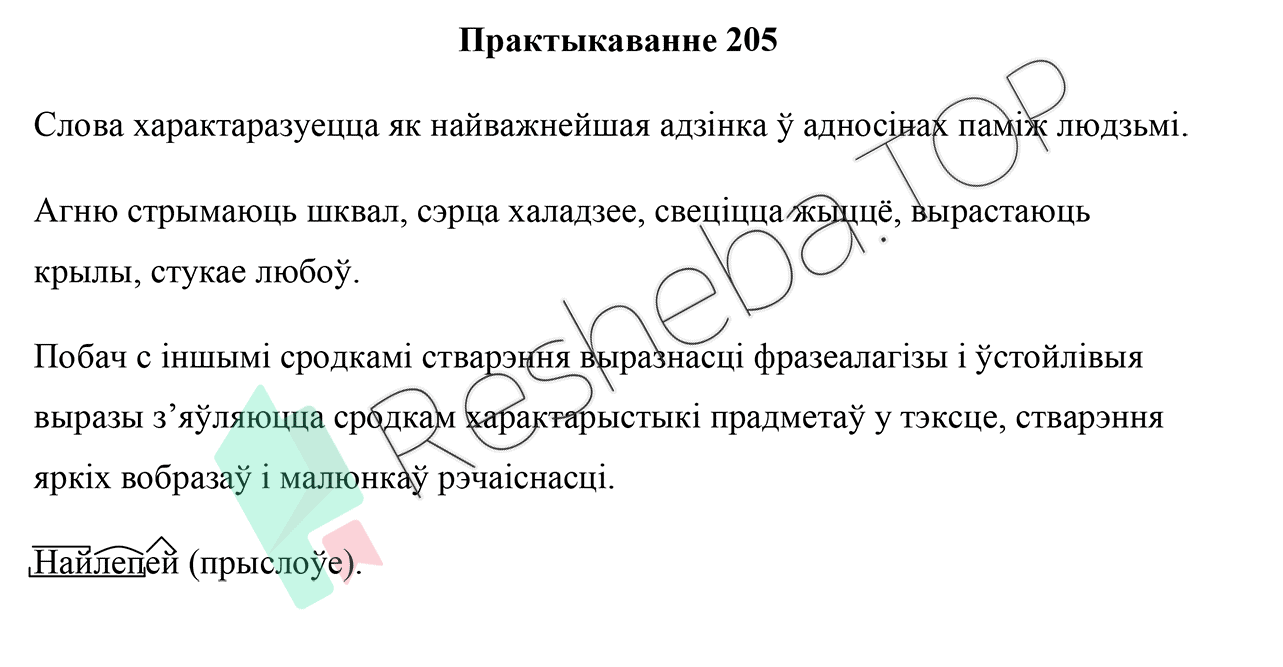 Практыкаванне 205
Слова характаразуецца як найважнейшая адзінка ў адносінах паміж людзьмі.
Агню стрымаюць шквал, сэрца халадзее, свеціцца жыццё, вырастаюць
крылы, стукае любоў.
Побач с іншымі сродкамі стварэння выразнасці фразеалагізы і ўстойлівыя
выразы з’яўляюцца сродкам характарыстыкі прадметаў у тэксце, стварэння
яркіх вобразаў і малюнкаў рэчаіснасці.
Найлепей (прыслоўе).
Resheba.TOP